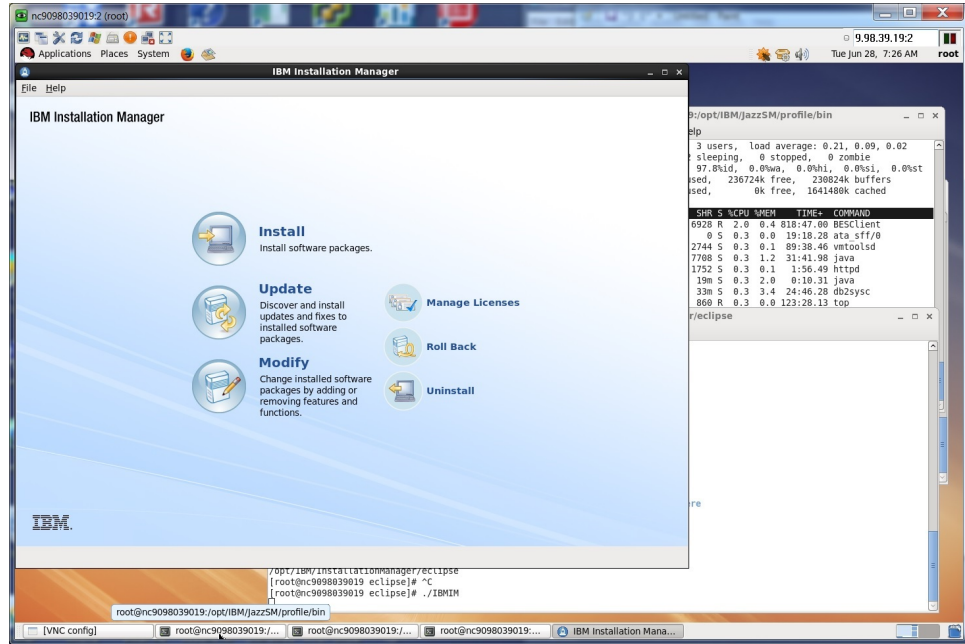 nc9098039019:2 (root)
9.98.39.19:2
Applications Places System
Tue Jun 28, 7:26 AM root
IBM Installation Manager
File Help
IBM Installation Manager
Install
Install software packages.
Update
Discover and install
updates and fixes to
installed software
packages.
Modify
Change installed software
packages by adding or
removing features and
functions.
Manage Licenses
Roll Back
Uninstall
IBM.
9:/opt/IBM/JazzSM/profile/bin
elp
3 users, load average: 0.21, 0.09, 0.02
sleeping, 0 stopped, 0 zombie
97.8%id, 0.0%wa, 0.0%hi, 0.0%si, 0.0%st
used, 236724k free, 230824k buffers
used, 0k free, 1641480k cached
SHR S %CPU %MEM TIME+ COMMAND
6928 R 2.0 0.4 818:47.00 BESClient
0 S 0.3 0.0 19:18.28 ata_sff/0
2744 S 0.3 0.1 89:38.46 vmtoolsd
7708 S 0.3 1.2 31:41.98 java
1752 S 0.3 0.1 1:56.49 httpd
19m S 0.3 2.0 0:10.31 java
33m S 0.3 3.4 24:46.28 db2sysc
860 R 0.3 0.0 123:28.13 top
r/eclipse
ere
/opt/IBM/InstallationManager/eclipse
[root@nc9098039019 eclipse]# ^C
[root@nc9098039019 eclipse]# ./IBMIM
root@nc9098039019:/opt/IBM/JazzSM/profile/bin
[VNC config]
root@nc9098039019:/...
root@nc9098039019:/...
root@nc9098039019:...
IBM Installation Mana...